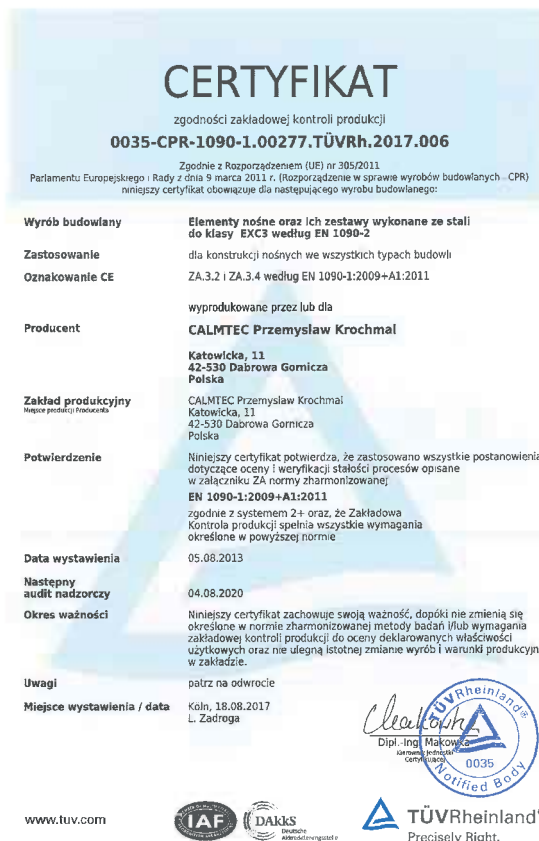 CERTYFIKAT
zgodności zakładowej kontroli produkcji
0035-CPR-1090-1.00277.TÜVRh.2017.006
Zgodnie z Rozporządzeniem (UE) nr 305/2011
Parlamentu Europejskiego i Rady z dnia 9 marca 2011 r. (Rozporządzenie w sprawie wyrobów budowlanych - CPR)
niniejszy certyfikat obowiązuje dla następującego wyrobu budowlanego:
Wyrób budowlany Elementy nośne oraz ich zestawy wykonane ze stali
do klasy EXC3 według EN 1090-2
Zastosowanie dla konstrukcji nośnych we wszystkich typach budowli
Oznakowanie CE ZA.3.2 i ZA.3.4 według EN 1090-1:2009+A1:2011
wyprodukowane przez lub dla
Producent CALMTEC Przemyslaw Krochmal
Katowicka, 11
42-530 Dabrowa Gornicza
Polska
Zakład produkcyjny CALMTEC Przemyslaw Krochmal
Miejsce produkcji Producenta
Katowicka, 11
42-530 Dabrowa Gornicza
Polska
Potwierdzenie Niniejszy certyfikat potwierdza, że zastosowano wszystkie postanowienia
dotyczące oceny i weryfikacji stałości procesów opisane
w załączniku ZA normy zharmonizowanej
EN 1090-1:2009+A1:2011
zgodnie z systemem 2+ oraz, że Zakładowa
Kontrola produkcji spełnia wszystkie wymagania
określone w powyższej normie
Data wystawienia 05.08.2013
Następny
audit nadzorczy 04.08.2020
Okres ważności Niniejszy certyfikat zachowuje swoją ważność, dopóki nie zmienią się
określone w normie zharmonizowanej metody badań i/lub wymagania
zakładowej kontroli produkcji do oceny deklarowanych właściwości
użytkowych oraz nie ulegną istotnej zmianie wyrób i warunki produkcyjn
w zakładzie.
Uwagi patrz na odwrocie
Miejsce wystawienia / data Köln, 18.08.2017
L. Zadroga
Dipl.-Ing. Makowka
Kierownik Jednostki
Certyfikującej
TÜVRheinland®
0035
Notified Body
www.tuv.com
IAF
DAkkS
Deutsche
Akkreditierungsstelle
TÜVRheinland®
Precisely Right.